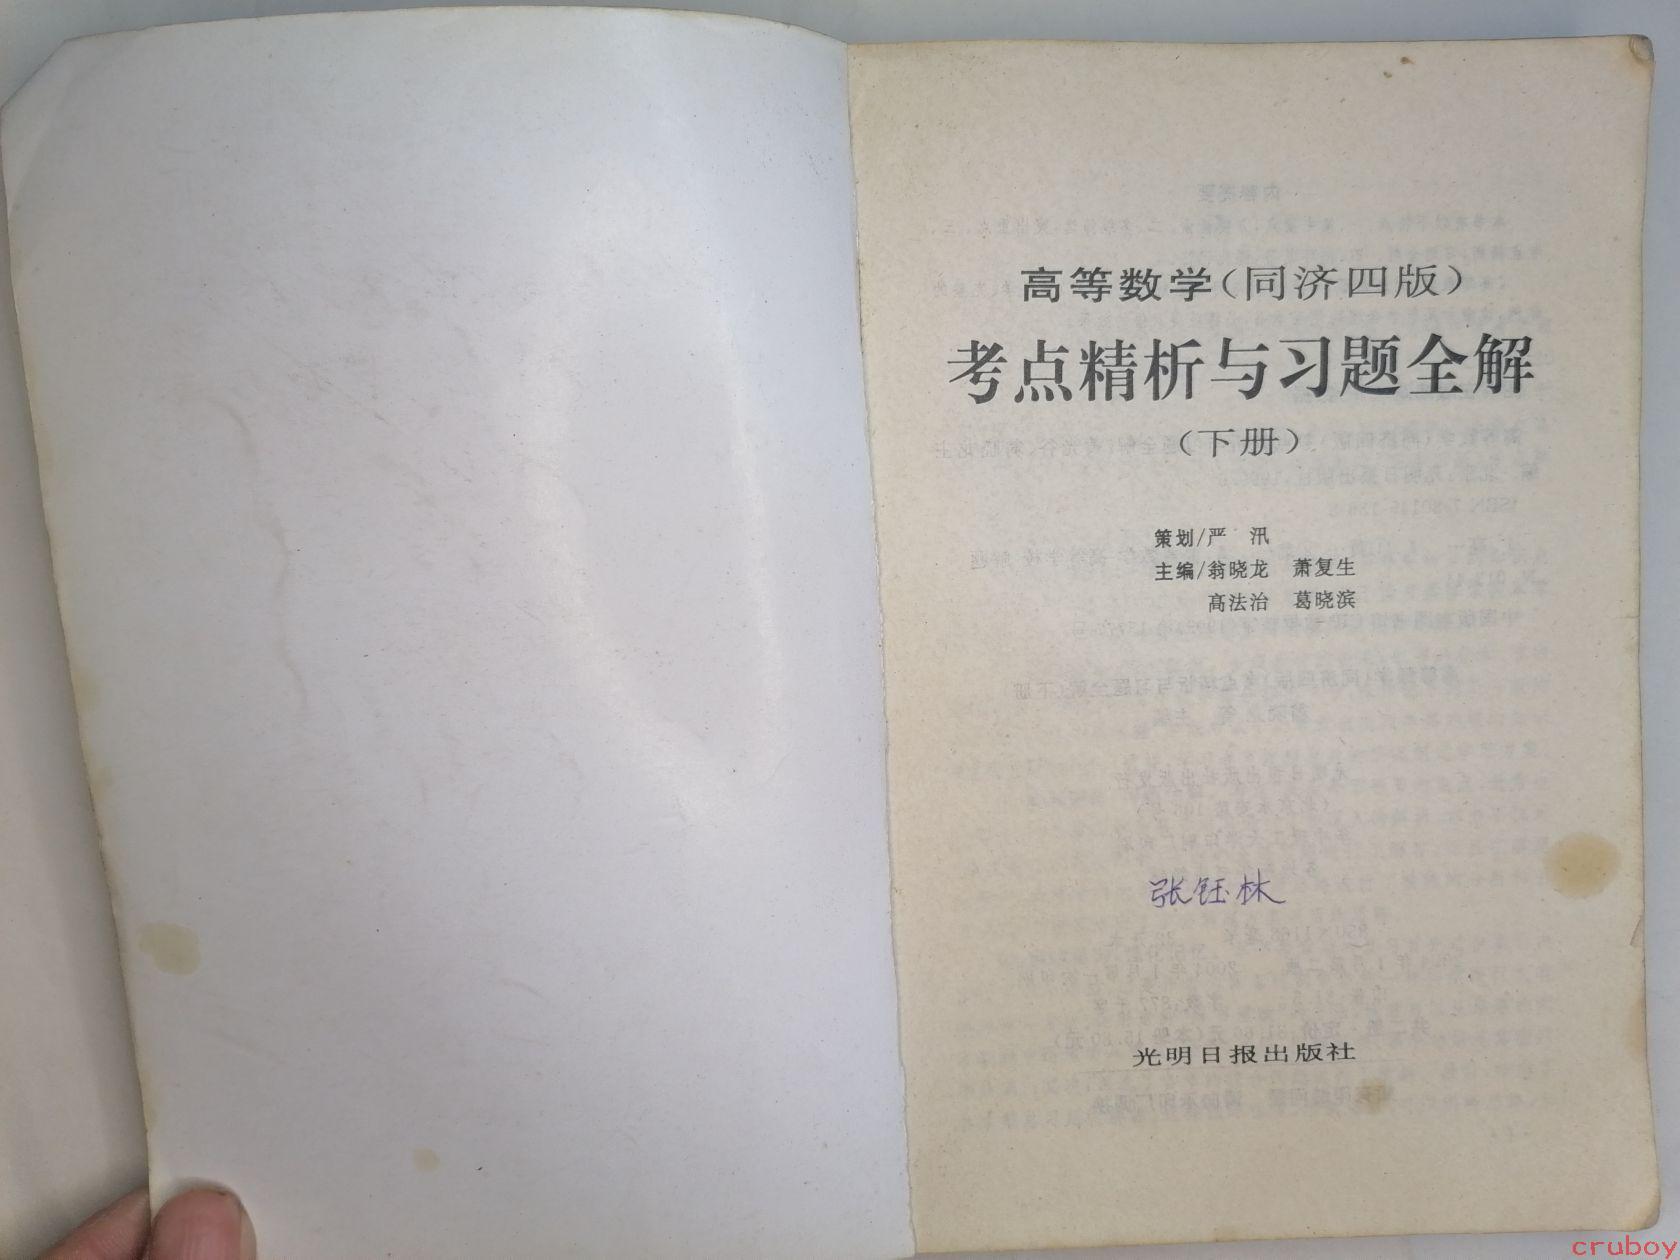 高等数学(同济四版)
考点精析与习题全解
(下册)
策划/严 汛
主编/翁晓龙 萧复生
高法治 葛晓滨
张钰林
光明日报出版社
cruboy